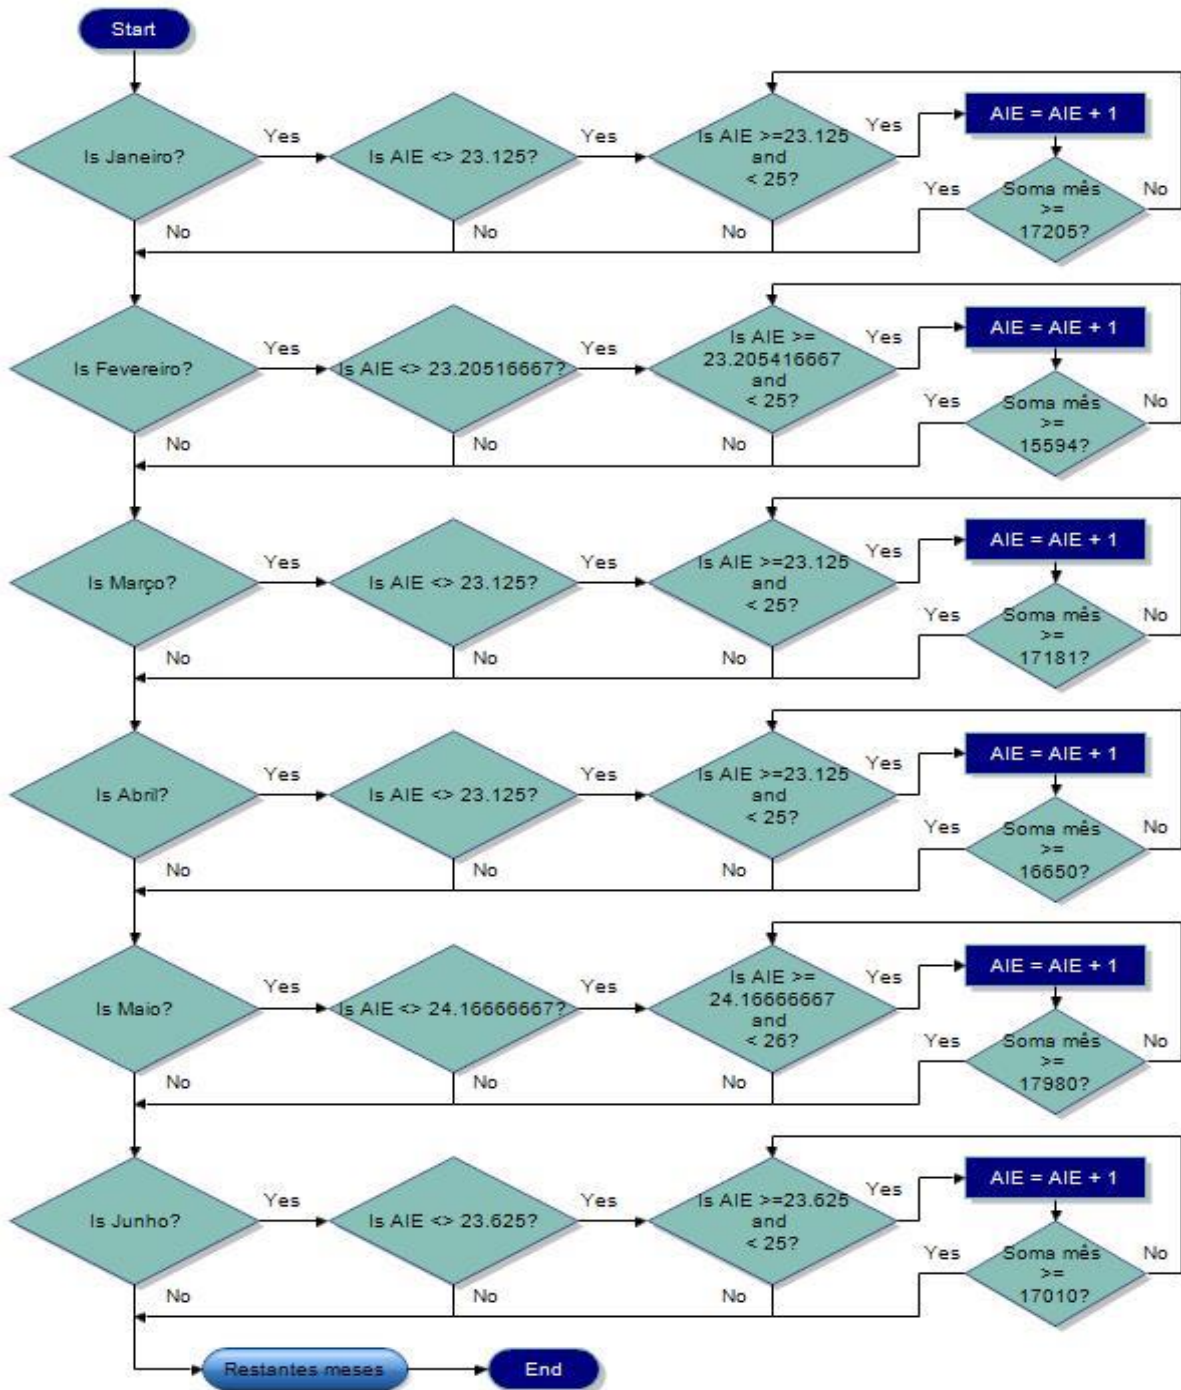 Start
Is Janeiro?
Yes
No
Is AIE <> 23.125?
Yes
No
Is AIE >=23.125
and
< 25?
Yes
No
AIE = AIE + 1
Soma mês
>=
17205?
Yes
No
Is Fevereiro?
Yes
No
Is AIE <> 23.20516667?
Yes
No
Is AIE >=
23.205416667
and
< 25?
Yes
No
AIE = AIE + 1
Soma mês
>=
15594?
Yes
No
Is Março?
Yes
No
Is AIE <> 23.125?
Yes
No
Is AIE >=23.125
and
< 25?
Yes
No
AIE = AIE + 1
Soma mês
>=
17181?
Yes
No
Is Abril?
Yes
No
Is AIE <> 23.125?
Yes
No
Is AIE >=23.125
and
< 25?
Yes
No
AIE = AIE + 1
Soma mês
>=
16650?
Yes
No
Is Maio?
Yes
No
Is AIE <> 24.16666667?
Yes
No
Is AIE >=
24.16666667
and
< 26?
Yes
No
AIE = AIE + 1
Soma mês
>=
17980?
Yes
No
Is Junho?
Yes
No
Is AIE <> 23.625?
Yes
No
Is AIE >=23.625
and
< 25?
Yes
No
AIE = AIE + 1
Soma mês
>=
17010?
Yes
No
Restantes meses
End